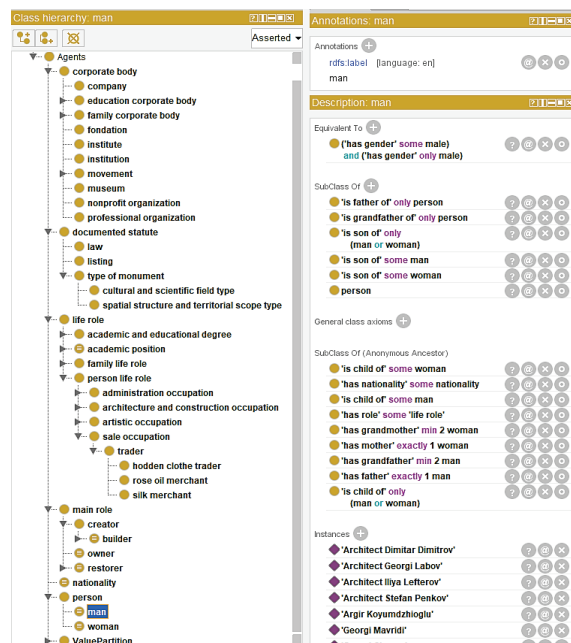 Class hierarchy: man
Asserted
Agents
corporate body
company
education corporate body
family corporate body
fondation
institute
institution
movement
museum
nonprofit organization
professional organization
documented statute
law
listing
type of monument
cultural and scientific field type
spatial structure and territorial scope type
life role
academic and educational degree
academic position
family life role
person life role
administration occupation
architecture and construction occupation
artistic occupation
sale occupation
trader
hodden clothe trader
rose oil merchant
silk merchant
main role
creator
builder
owner
restorer
nationality
person
man
woman
ValuePartition
Annotations: man
Annotations
rdfs:label [language: en]
man
Description: man
Equivalent To
('has gender' some male)
and ('has gender' only male)
SubClass Of
'is father of' only person
'is grandfather of' only person
'is son of' only
(man or woman)
'is son of' some man
'is son of' some woman
person
General class axioms
SubClass Of (Anonymous Ancestor)
'is child of' some woman
'has nationality' some nationality
'is child of' some man
'has role' some 'life role'
'has grandmother' min 2 woman
'has mother' exactly 1 woman
'has grandfather' min 2 man
'has father' exactly 1 man
'is child of' only
(man or woman)
Instances
'Architect Dimitar Dimitrov'
'Architect Georgi Labov'
'Architect Iliya Lefterov'
'Architect Stefan Penkov'
'Argir Koyumdzhioglu'
'Georgi Mavridi'